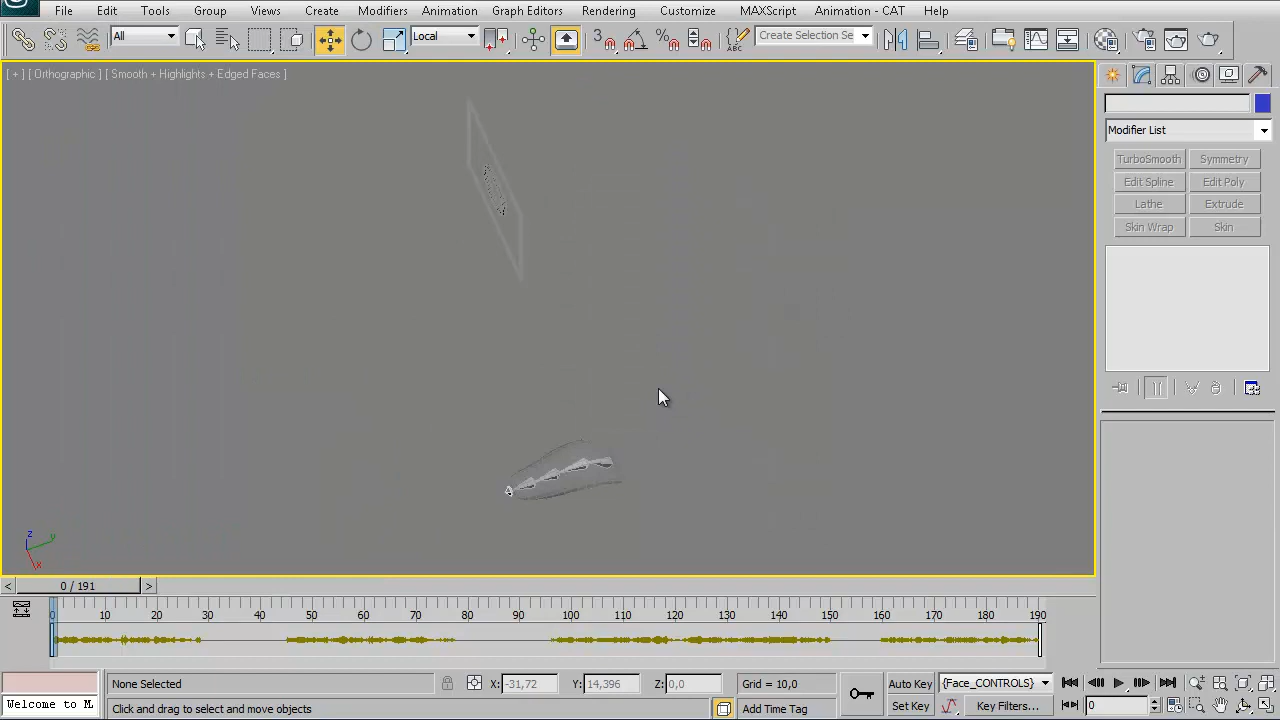 File Edit Tools Group Views Create Modifiers Animation Graph Editors Rendering Customize MAXScript Animation - CAT Help
All Local 3 % ABC Create Selection Se
[ + ] [ Orthographic ] [ Smooth + Highlights + Edged Faces ]
Modifier List
TurboSmooth Symmetry
Edit Spline Edit Poly
Lathe Extrude
Skin Wrap Skin
z y x
< 0 / 191 >
0 10 20 30 40 50 60 70 80 90 100 110 120 130 140 150 160 170 180 190
None Selected X: -31,72 Y: 14,396 Z: 0,0 Grid = 10,0 Auto Key {Face_CONTROLS}
Welcome to M. Click and drag to select and move objects Add Time Tag Set Key Key Filters... 0